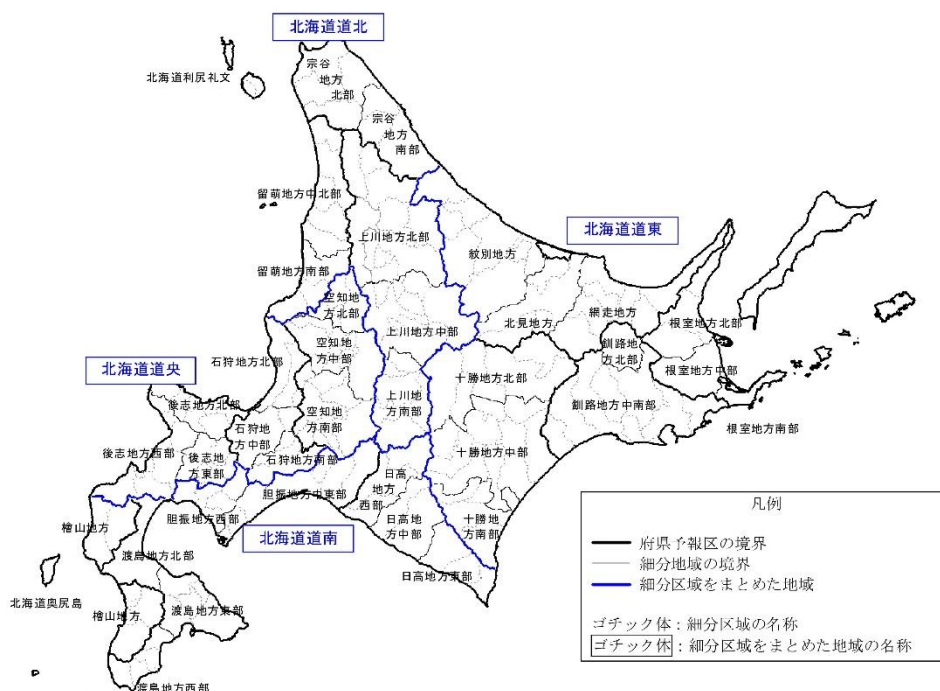 北海道道北
宗谷
地方
北部
北海道利尻礼文
宗谷
地方
南部
留萌地方中北部
上川地方北部
北海道道東
紋別地方
留萌地方南部
空知地
方北部
網走地方
北見地方
根室地方北部
上川地方中部
空知地
方中部
釧路地
方北部
石狩地方北部
根室地方中部
北海道道央
十勝地方北部
上川地
方南部
後志地方北部
空知地
方南部
釧路地方中南部
石狩地
方中部
根室地方南部
後志地方西部
後志地
方東部
石狩地方南部
十勝地方中部
日高
地方
西部
胆振地方中東部
胆振地方西部
檜山地方
日高地
方中部
十勝地
方南部
北海道道南
渡島地方北部
日高地方東部
北海道奥尻島
檜山地方
渡島地方東部
渡島地方西部
凡例
府県予報区の境界
細分地域の境界
細分区域をまとめた地域
ゴチック体：細分区域の名称
ゴチック体：細分区域をまとめた地域の名称